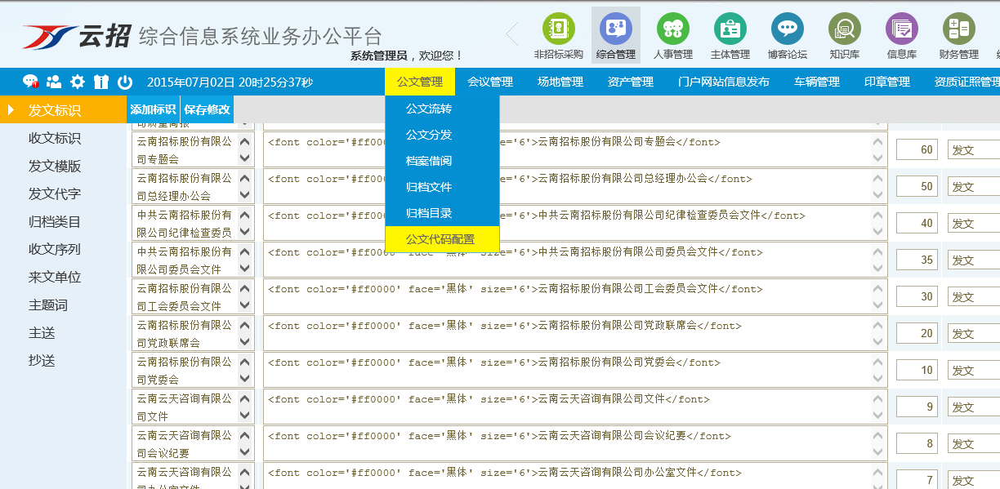 云招 综合信息系统业务办公平台
系统管理员，欢迎您！
非招标采购 综合管理 人事管理 主体管理 博客论坛 知识库 信息库 财务管理
2015年07月02日 20时25分37秒
公文管理 会议管理 场地管理 资产管理 门户网站信息发布 车辆管理 印章管理 资质证照管理
公文流转
公文分发
档案借阅
归档文件
归档目录
公文代码配置
发文标识
收文标识
发文模版
发文代字
归档类目
收文序列
来文单位
主题词
主送
抄送
添加标识 保存修改
司质量简报
云南招标股份有限公
司专题会
<font color='#ff00 ze='6'>云南招标股份有限公司专题会</font>
60 发文
云南招标股份有限公
司总经理办公会
<font color='#ff00 ze='6'>云南招标股份有限公司总经理办公会</font>
50 发文
中共云南招标股份有
限公司纪律检查委员
<font color='#ff00 ze='6'>中共云南招标股份有限公司纪律检查委员会文件</font>
40 发文
中共云南招标股份有
限公司委员会文件
<font color='#ff0000' face='黑体' size='6'>中共云南招标股份有限公司委员会文件</font>
35 发文
云南招标股份有限公
司工会委员会文件
<font color='#ff0000' face='黑体' size='6'>云南招标股份有限公司工会委员会文件</font>
30 发文
云南招标股份有限公
司党政联席会
<font color='#ff0000' face='黑体' size='6'>云南招标股份有限公司党政联席会</font>
20 发文
云南招标股份有限公
司党委会
<font color='#ff0000' face='黑体' size='6'>云南招标股份有限公司党委会</font>
10 发文
云南云天咨询有限公
司文件
<font color='#ff0000' face='黑体' size='6'>云南云天咨询有限公司文件</font>
9 发文
云南云天咨询有限公
司会议纪要
<font color='#ff0000' face='黑体' size='6'>云南云天咨询有限公司会议纪要</font>
8 发文
云南云天咨询有限公
司办公室文件
<font color='#ff0000' face='黑体' size='6'>云南云天咨询有限公司办公室文件</font>
7 发文